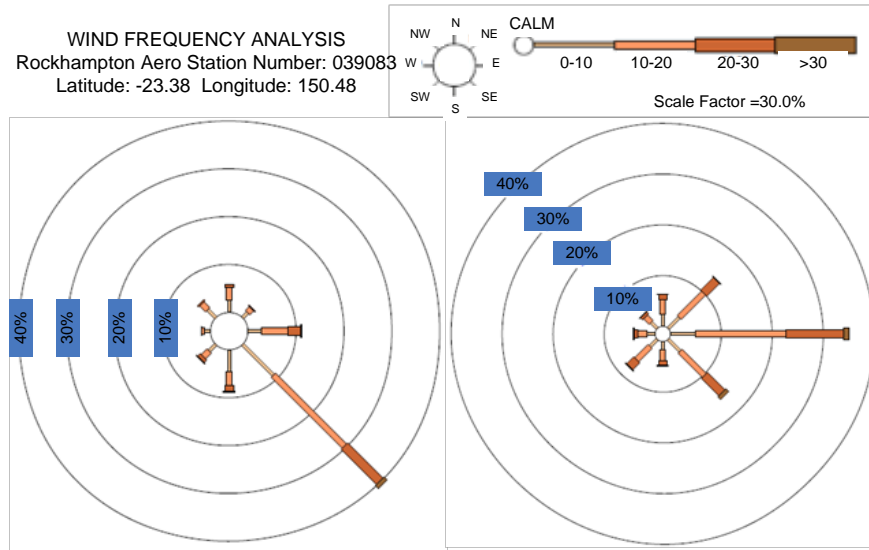 WIND FREQUENCY ANALYSIS
Rockhampton Aero Station Number: 039083
Latitude: -23.38 Longitude: 150.48
N
NW NE
W E
SW SE
S
CALM
0-10 10-20 20-30 >30
Scale Factor =30.0%
40% 30% 20% 10%
40%
30%
20%
10%